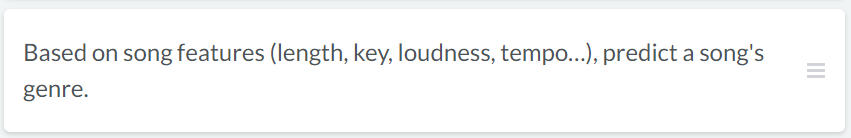 Based on song features (length, key, loudness, tempo...), predict a song's
genre.